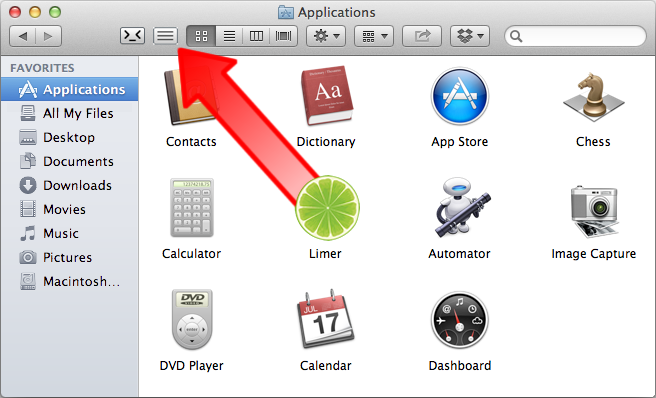 Applications
FAVORITES
Applications
All My Files
Desktop
Documents
Downloads
Movies
Music
Pictures
Macintosh...
Contacts
Aa
Dictionary
App Store
Chess
Calculator
Limer
Automator
Image Capture
DVD
DVD Player
JUL
17
Calendar
Dashboard